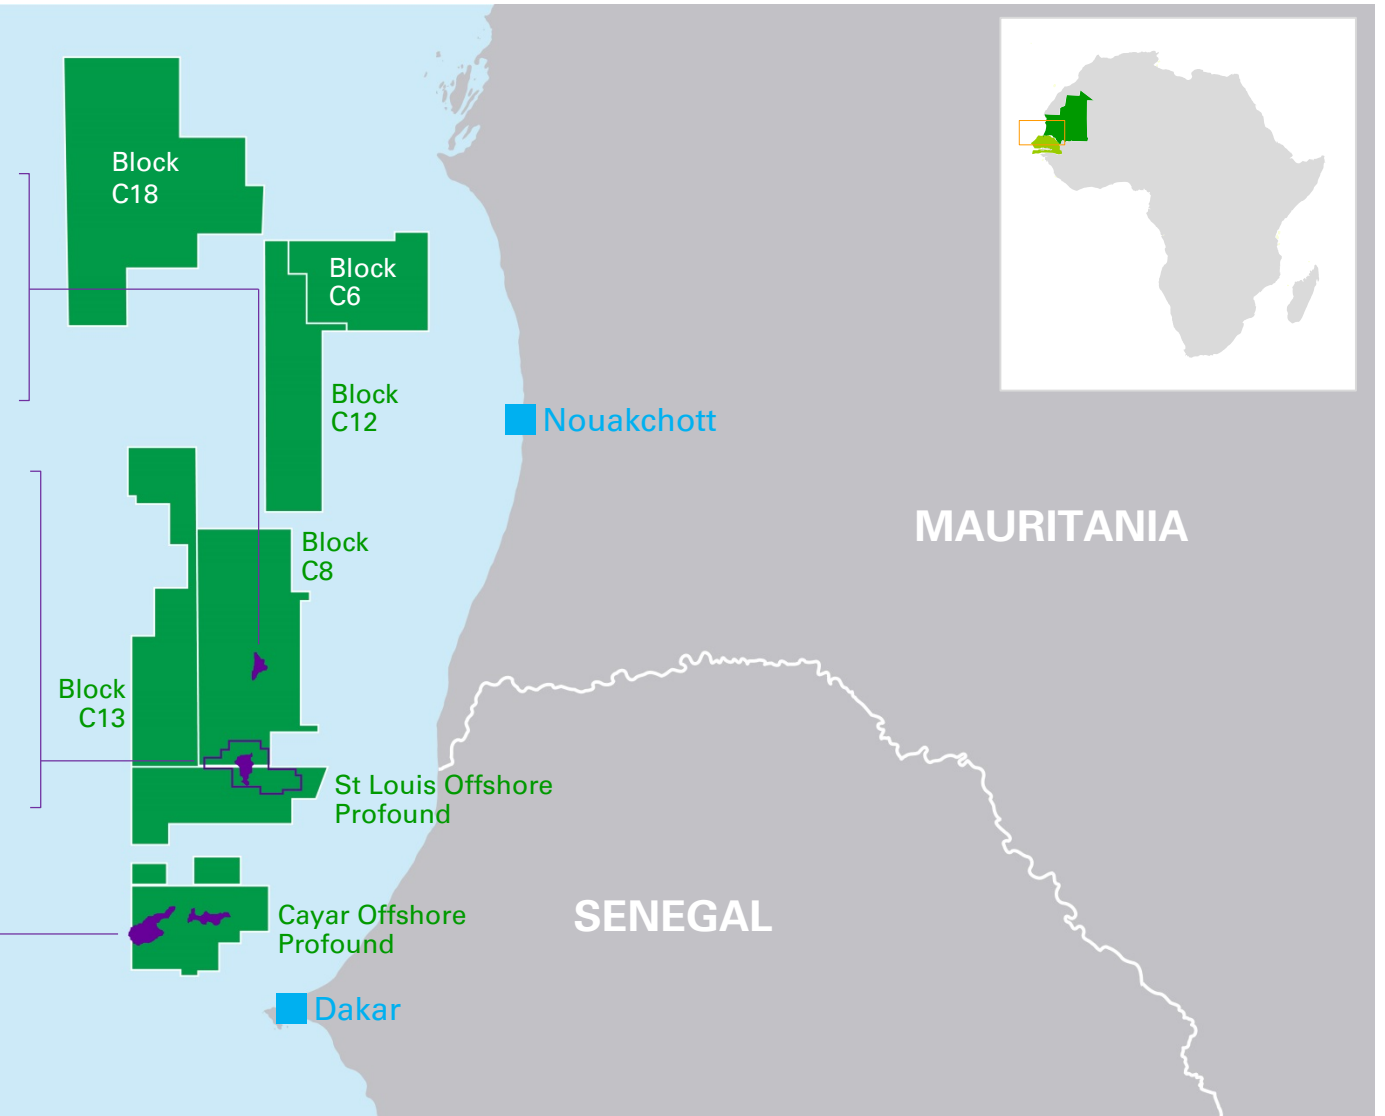 Block
C18
Block
C6
Block
C12
Nouakchott
MAURITANIA
Block
C8
Block
C13
St Louis Offshore
Profound
SENEGAL
Cayar Offshore
Profound
Dakar